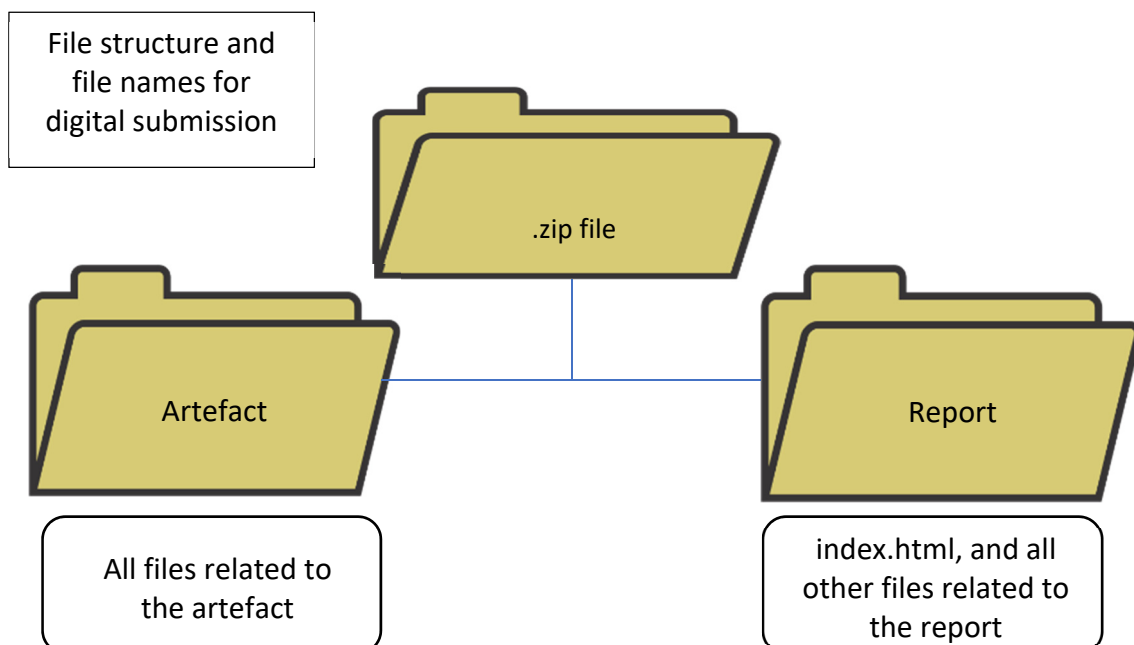 File structure and
file names for
digital submission
.zip file
Artefact
Report
All files related to
the artefact
index.html, and all
other files related to
the report